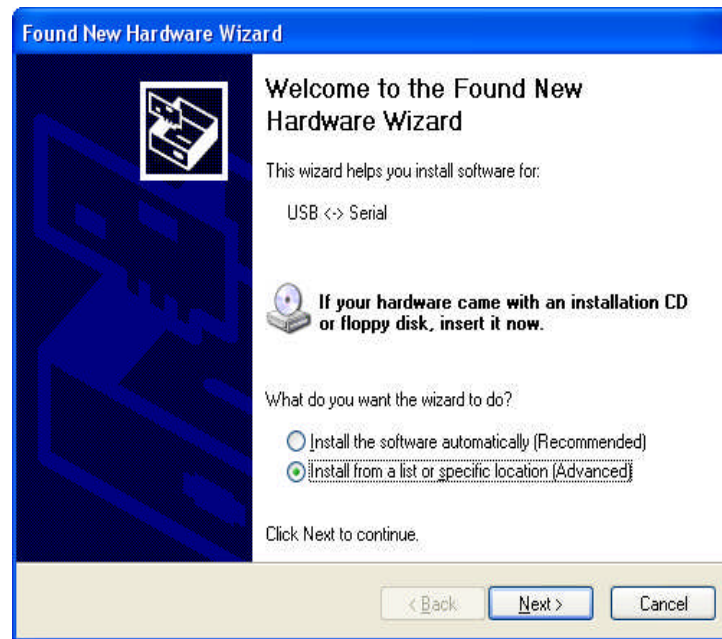 Found New Hardware Wizard
Welcome to the Found New
Hardware Wizard
This wizard helps you install software for:
USB <-> Serial
If your hardware came with an installation CD
or floppy disk, insert it now.
What do you want the wizard to do?
Install the software automatically (Recommended)
Install from a list or specific location (Advanced)
Click Next to continue.
< Back Next > Cancel